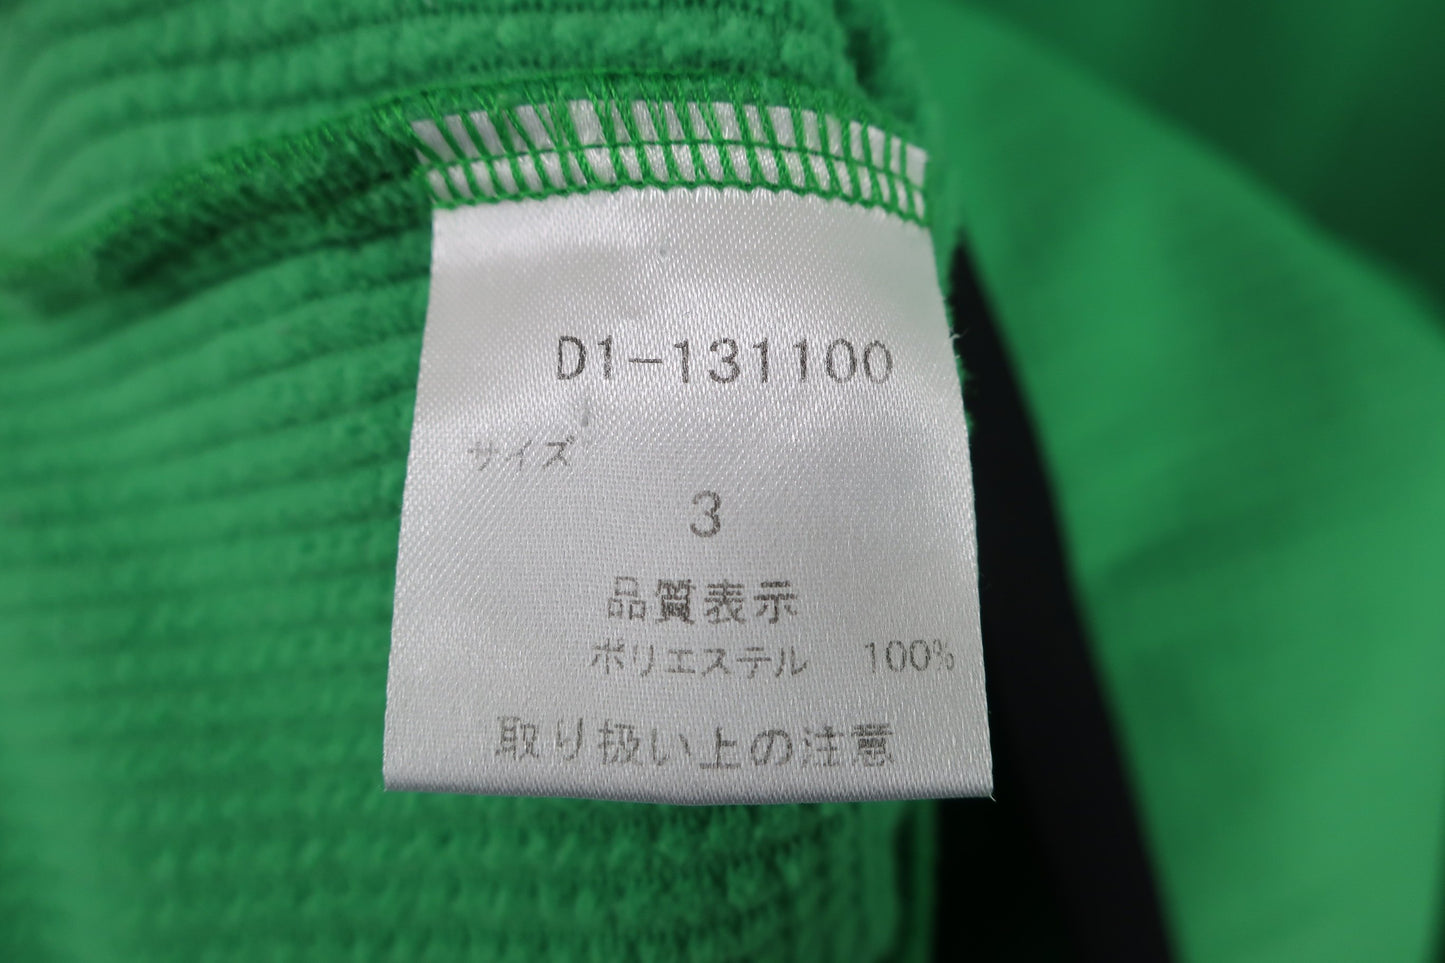 D1-131100
サイズ
3
品質表示
ポリエステル 100%
取り扱い上の注意